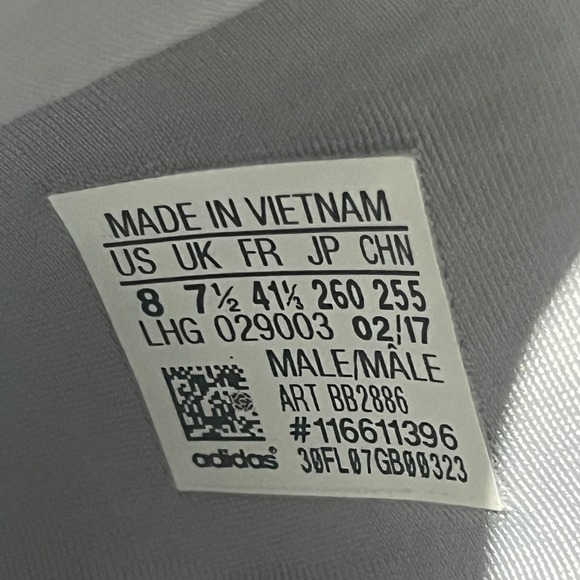 MADE IN VIETNAM
US UK FR JP CHN
8 7½ 41⅓ 260 255
LHG 029003 02/17
MALE/MÂLE
ART BB2886
#116611396
adidas® 30FL07GB00323